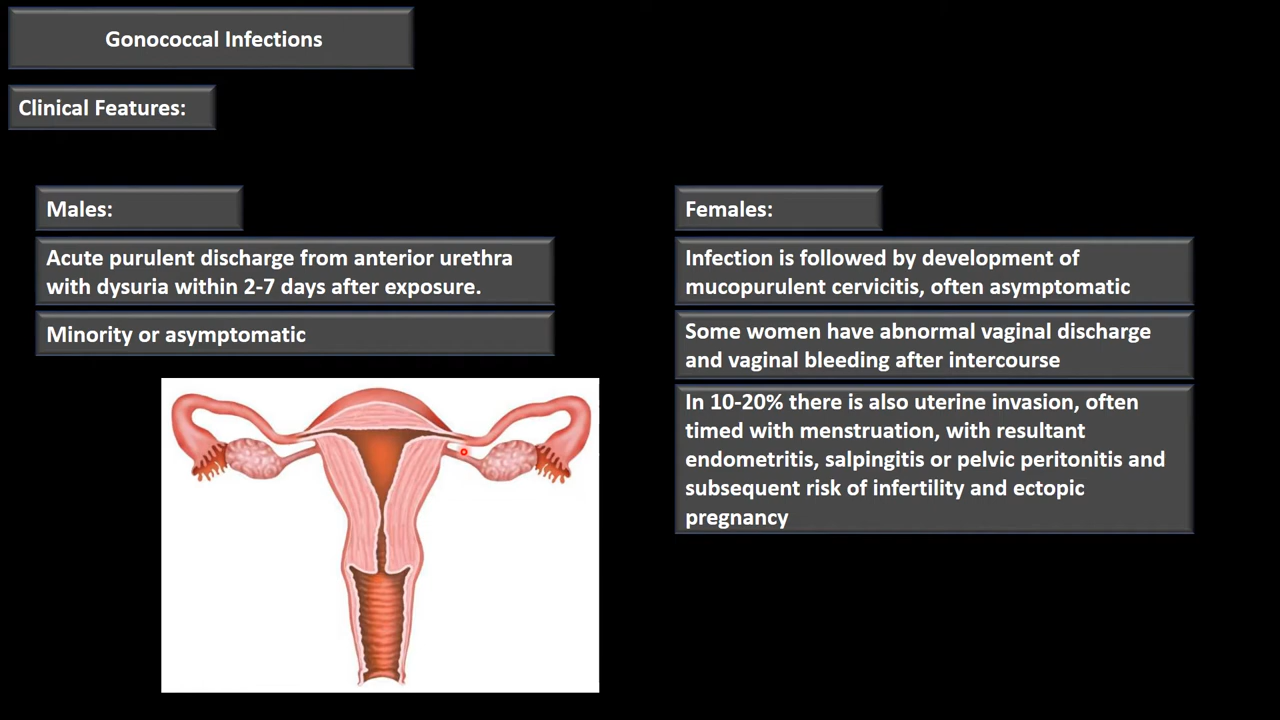 Gonococcal Infections
Clinical Features:
Males:
Acute purulent discharge from anterior urethra
with dysuria within 2-7 days after exposure.
Minority or asymptomatic
Females:
Infection is followed by development of
mucopurulent cervicitis, often asymptomatic
Some women have abnormal vaginal discharge
and vaginal bleeding after intercourse
In 10-20% there is also uterine invasion, often
timed with menstruation, with resultant
endometritis, salpingitis or pelvic peritonitis and
subsequent risk of infertility and ectopic
pregnancy